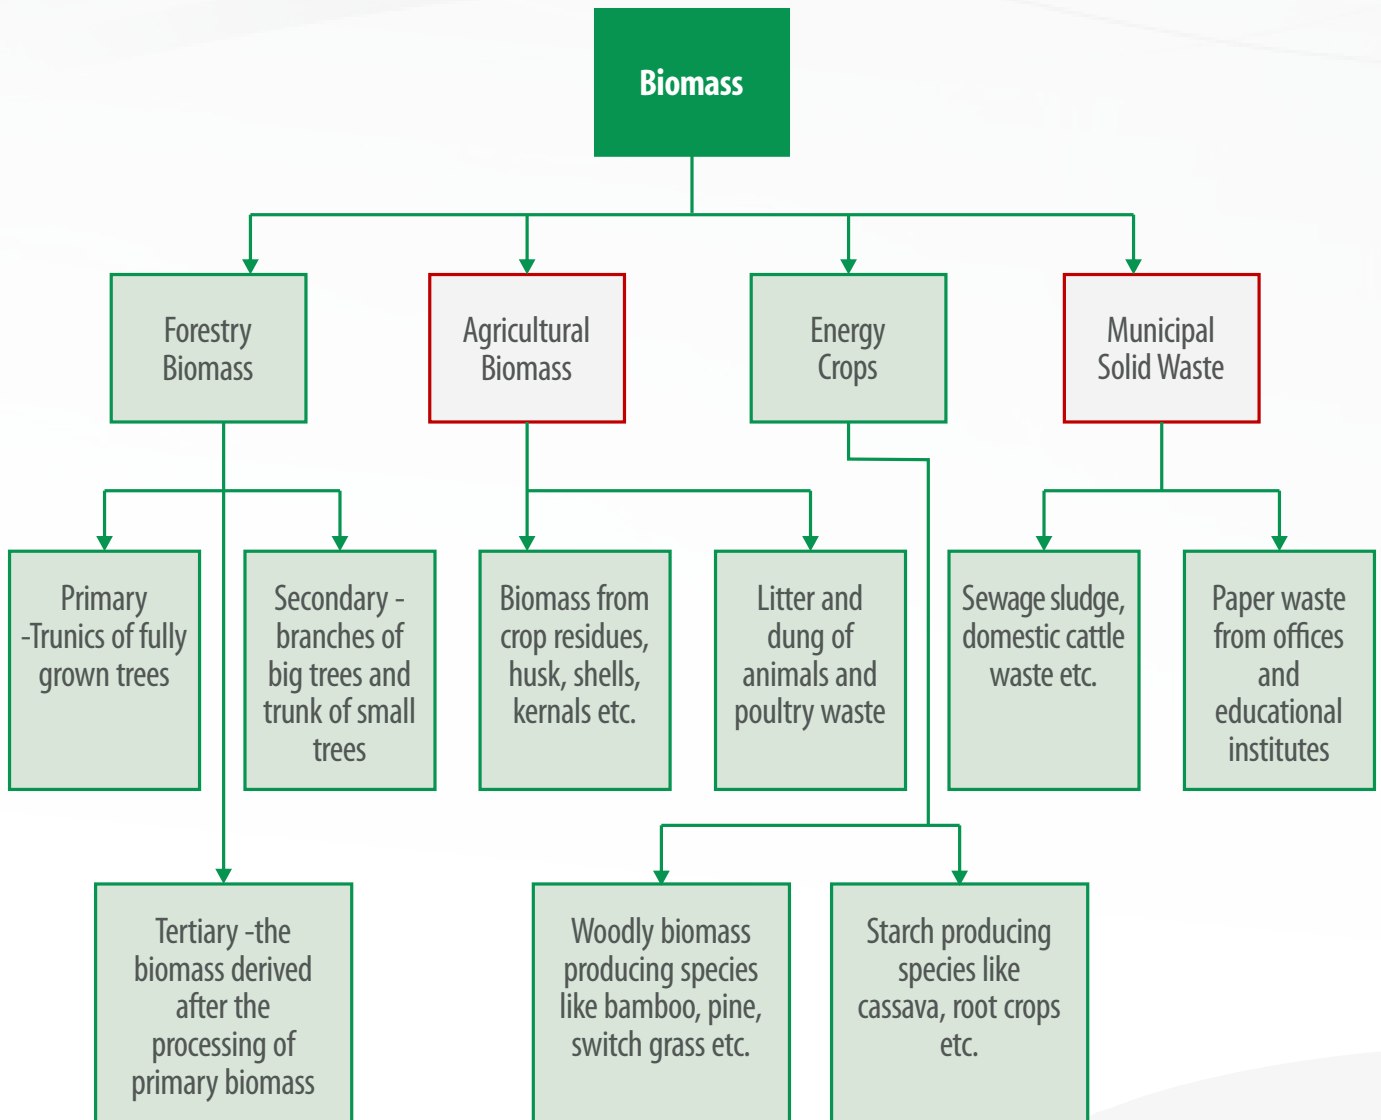 Biomass
Forestry
Biomass
Agricultural
Biomass
Energy
Crops
Municipal
Solid Waste
Primary
-Trunics of fully
grown trees
Secondary -
branches of
big trees and
trunk of small
trees
Biomass from
crop residues,
husk, shells,
kernals etc.
Litter and
dung of
animals and
poultry waste
Sewage sludge,
domestic cattle
waste etc.
Paper waste
from offices
and
educational
institutes
Tertiary -the
biomass derived
after the
processing of
primary biomass
Woodly biomass
producing species
like bamboo, pine,
switch grass etc.
Starch producing
species like
cassava, root crops
etc.